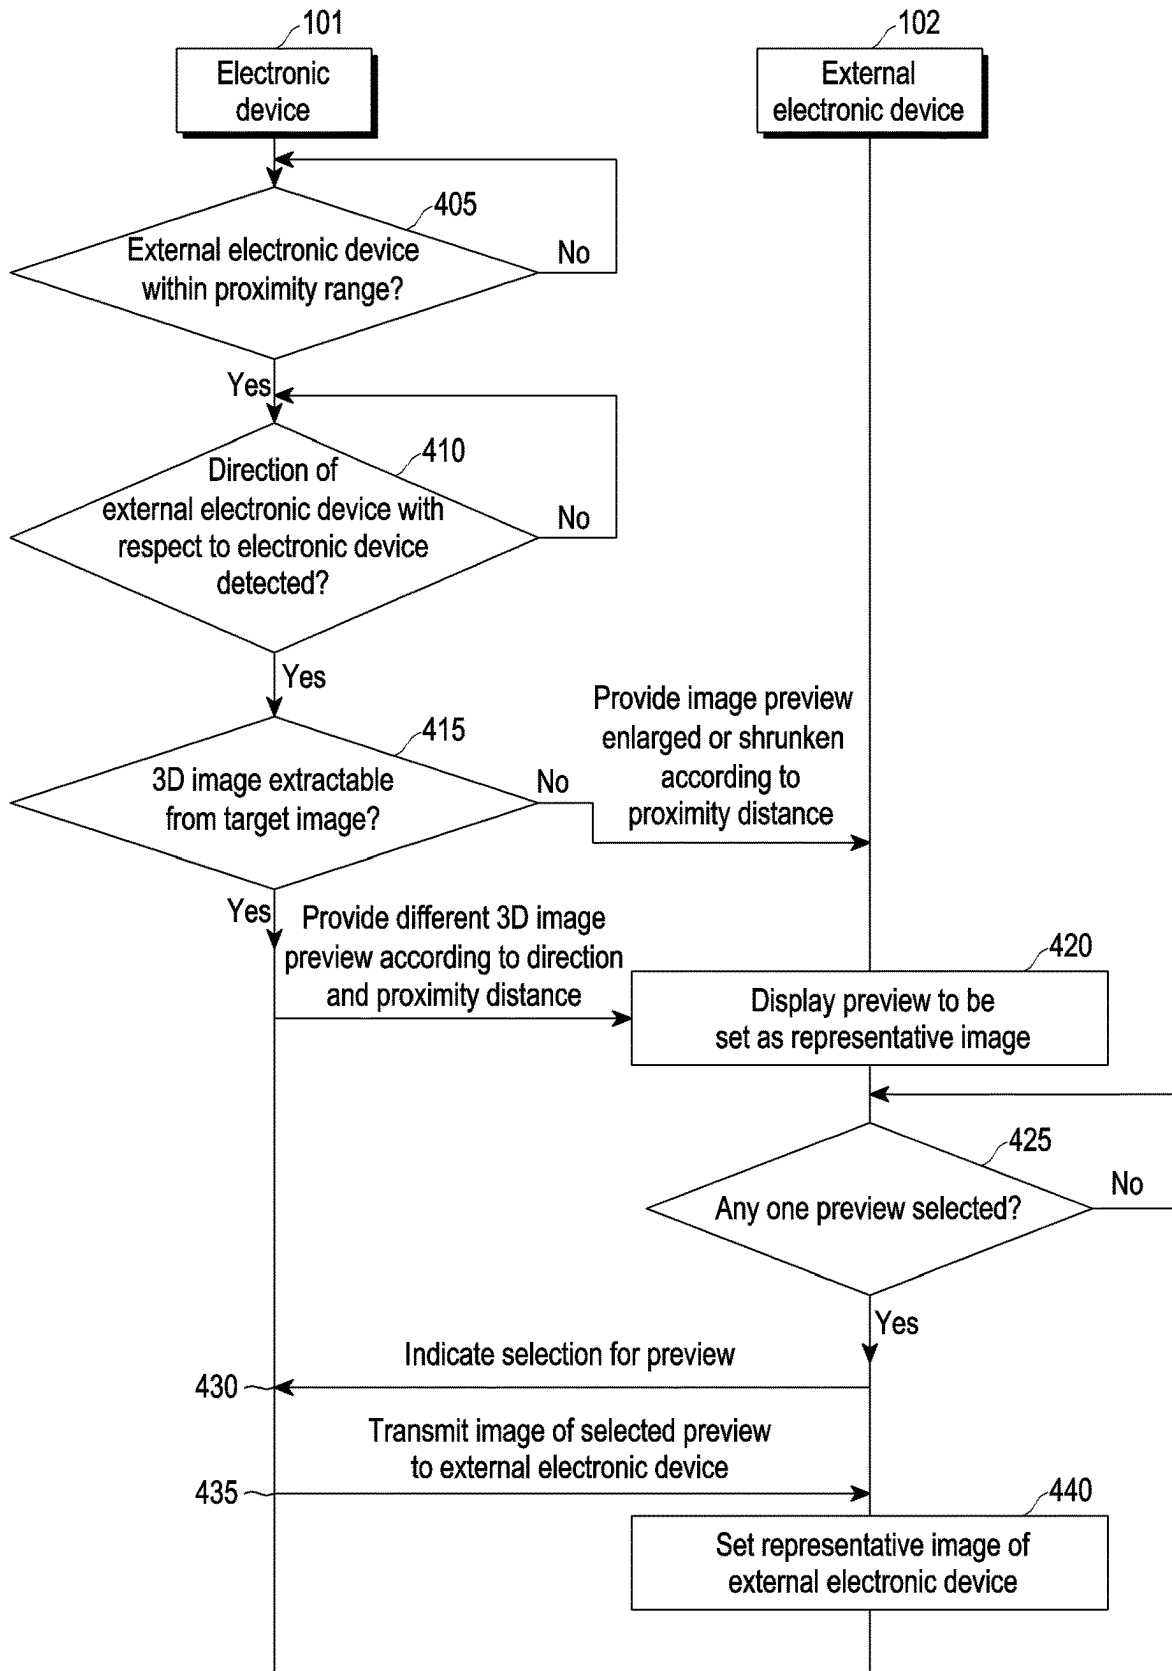 101
Electronic
device
102
External
electronic device
405
External electronic device
within proximity range?
No
Yes
410
Direction of
external electronic device with
respect to electronic device
detected?
No
Yes
415
3D image extractable
from target image?
No
Provide image preview
enlarged or shrunken
according to
proximity distance
Yes
Provide different 3D image
preview according to direction
and proximity distance
420
Display preview to be
set as representative image
425
Any one preview selected?
No
Yes
Indicate selection for preview
430
Transmit image of selected preview
to external electronic device
435
440
Set representative image of
external electronic device